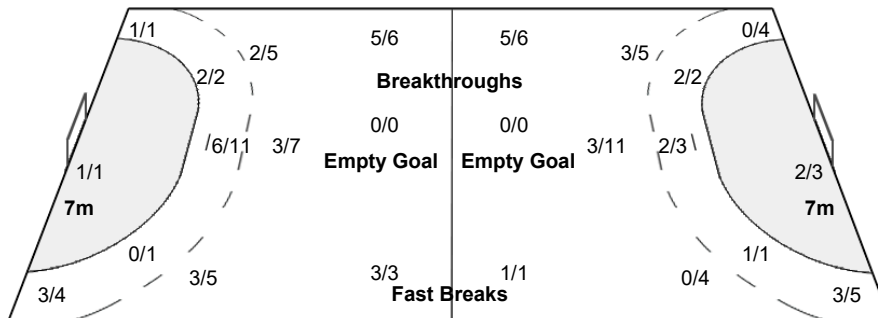 1/1 5/6 5/6 0/4
2/5 3/5
2/2 Breakthroughs 2/2
0/0 0/0
6/11 3/7 3/11 2/3
Empty Goal Empty Goal
1/1 2/3
7m 7m
0/1 1/1
3/5 3/3 1/1 0/4
3/4 Fast Breaks 3/5